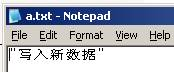 a.txt - Notepad
File Edit Format View Help
"写入新数据"